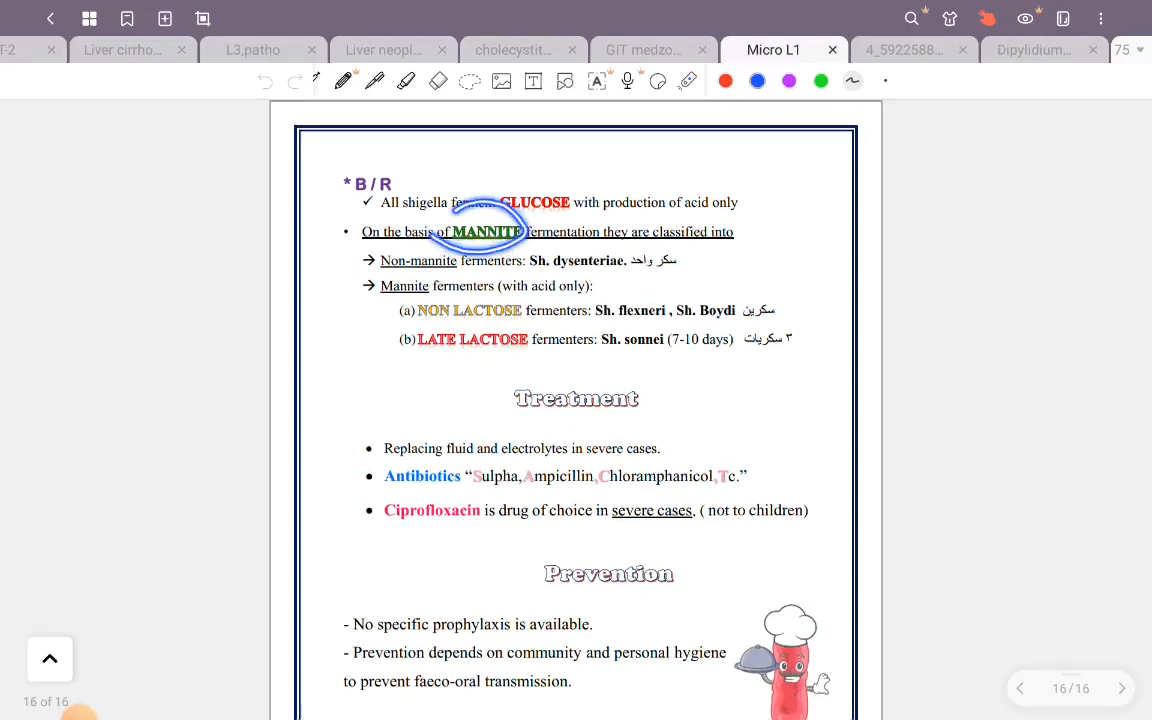 T-2
Liver cirrho...
L3,patho
Liver neopl...
cholecystit...
GIT medzo...
Micro L1
4_5922588...
Dipylidium...
75
* B / R
✓ All shigella GLUCOSE with production of acid only
• On the basis of MANNITE fermentation they are classified into
→ Non-mannite fermenters: Sh. dysenteriae. سكر واحد
→ Mannite fermenters (with acid only):
(a) NON LACTOSE fermenters: Sh. flexneri , Sh. Boydi سكرين
(b) LATE LACTOSE fermenters: Sh. sonnei (7-10 days) ٣ سكريات
Treatment
• Replacing fluid and electrolytes in severe cases.
• Antibiotics “Sulpha,Ampicillin,Chloramphanicol,Tc.”
• Ciprofloxacin is drug of choice in severe cases. ( not to children)
Prevention
- No specific prophylaxis is available.
- Prevention depends on community and personal hygiene
to prevent faeco-oral transmission.
16 of 16
16/16